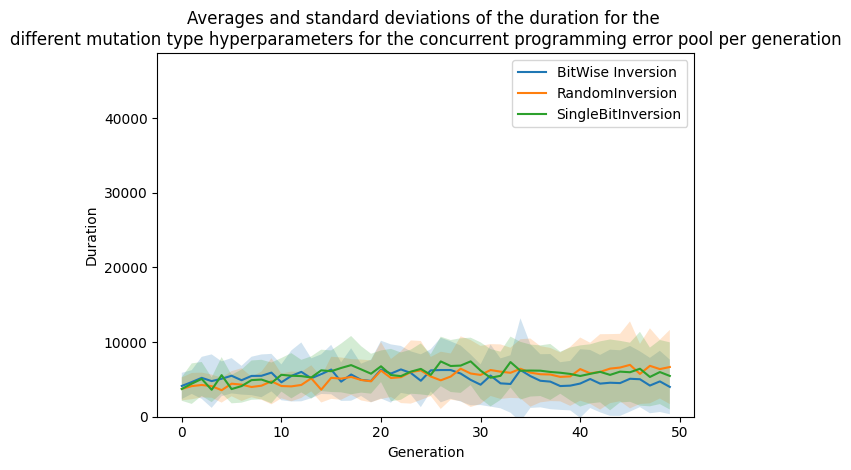 Averages and standard deviations of the duration for the
different mutation type hyperparameters for the concurrent programming error pool per generation
BitWise Inversion
RandomInversion
SingleBitInversion
40000
30000
20000
10000
0
Duration
0 10 20 30 40 50
Generation